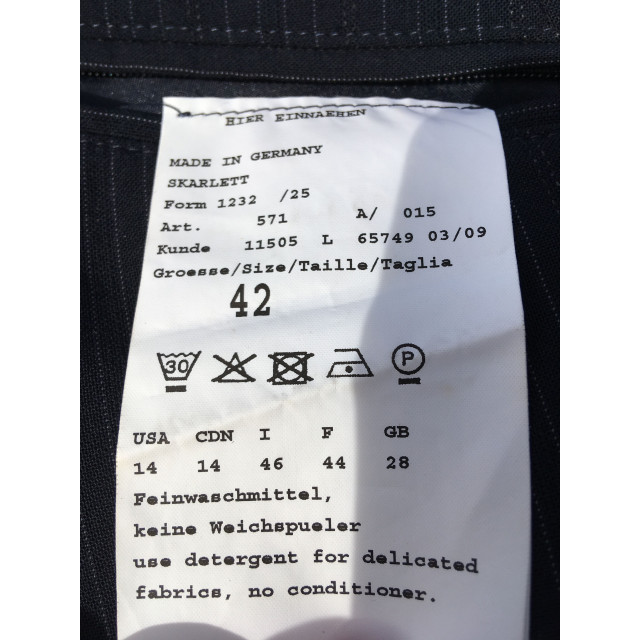 HIER EINNAEHEN
MADE IN GERMANY
SKARLETT
Form 1232 /25
Art. 571 A/ 015
Kunde 11505 L 65749 03/09
Groesse/Size/Taille/Taglia
42
30 P
USA CDN I F GB
14 14 46 44 28
Feinwaschmittel,
keine Weichspueler
use detergent for delicated
fabrics, no conditioner.